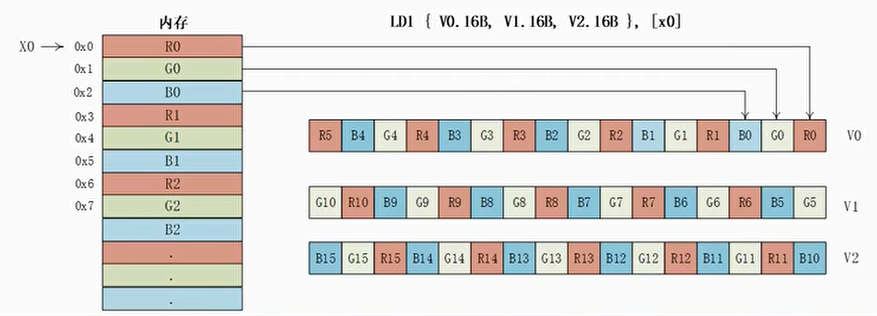 内存
LD1 { V0.16B, V1.16B, V2.16B }, [x0]
X0
0x0 R0
0x1 G0
0x2 B0
0x3 R1
0x4 G1
0x5 B1
0x6 R2
0x7 G2
B2
.
.
.
R5 B4 G4 R4 B3 G3 R3 B2 G2 R2 B1 G1 R1 B0 G0 R0 V0
G10 R10 B9 G9 R9 B8 G8 R8 B7 G7 R7 B6 G6 R6 B5 G5 V1
B15 G15 R15 B14 G14 R14 B13 G13 R13 B12 G12 R12 B11 G11 R11 B10 V2